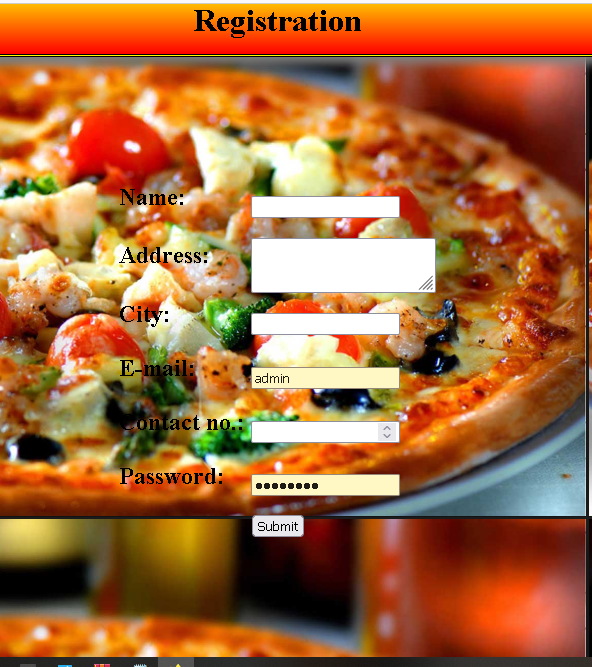 Registration
Name:
Address:
City:
E-mail:
admin
Contact no.:
Password:
••••••••
Submit